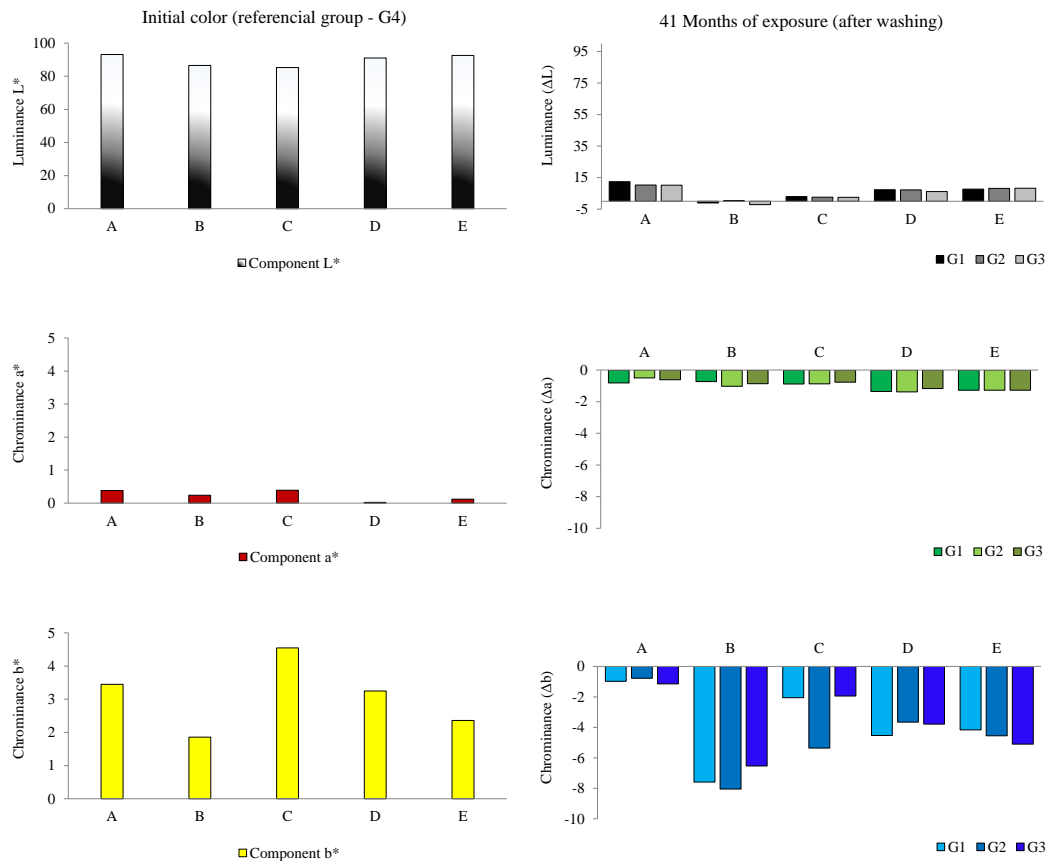 Initial color (referencial group - G4)
Luminance L*
100
80
60
40
20
0
A B C D E
Component L*
41 Months of exposure (after washing)
Luminance (ΔL)
95
75
55
35
15
-5
A B C D E
G1 G2 G3
Chrominance a*
5
4
3
2
1
0
A B C D E
Component a*
Chrominance (Δa)
A B C D E
0
-2
-4
-6
-8
-10
G1 G2 G3
Chrominance b*
5
4
3
2
1
0
A B C D E
Component b*
Chrominance (Δb)
A B C D E
0
-2
-4
-6
-8
-10
G1 G2 G3